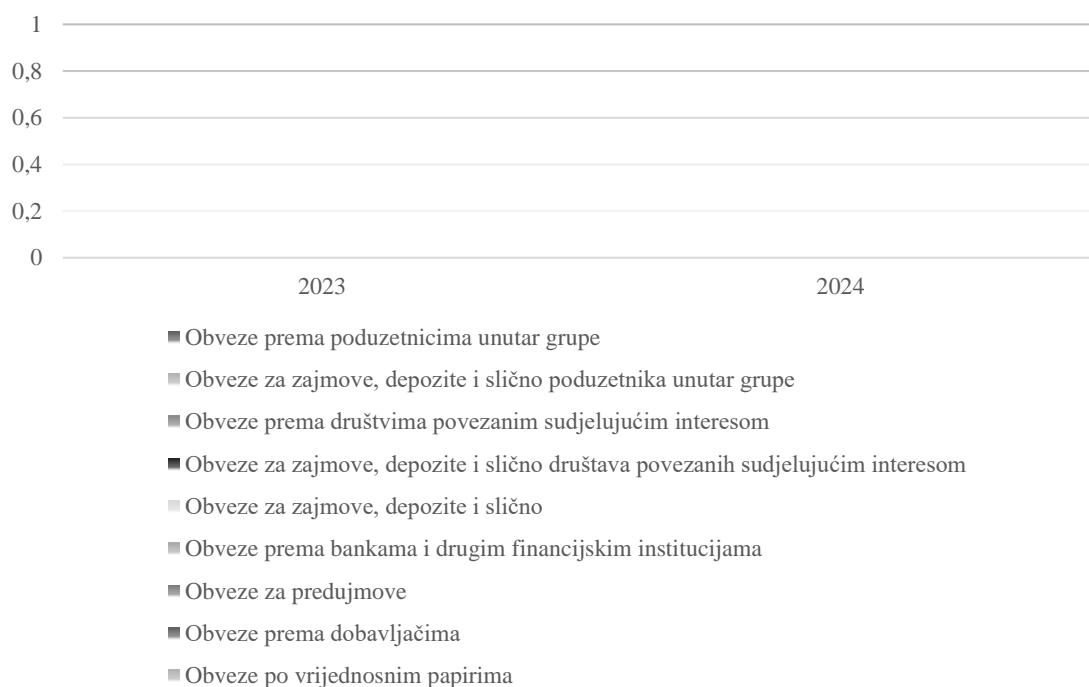 1
0,8
0,6
0,4
0,2
0
2023 2024
Obveze prema poduzetnicima unutar grupe
Obveze za zajmove, depozite i slično poduzetnika unutar grupe
Obveze prema društvima povezanim sudjelujućim interesom
Obveze za zajmove, depozite i slično društava povezanih sudjelujućim interesom
Obveze za zajmove, depozite i slično
Obveze prema bankama i drugim financijskim institucijama
Obveze za predujmove
Obveze prema dobavljačima
Obveze po vrijednosnim papirima